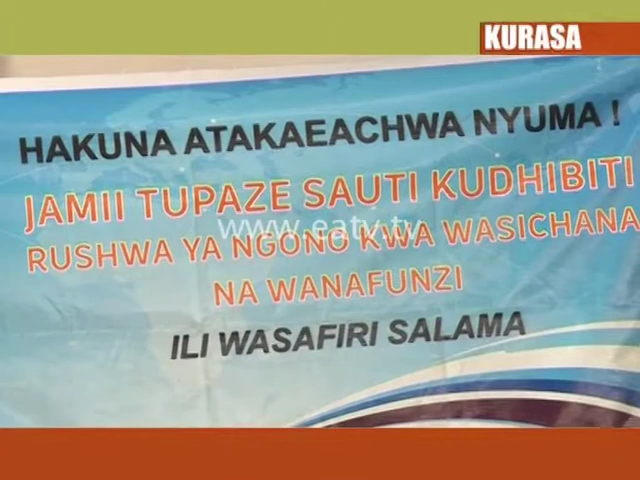 KURASA
HAKUNA ATAKAEACHWA NYUMA !
JAMII TUPAZE SAUTI KUDHIBITI
RUSHWA YA NGONO KWA WASICHANA
www.eatv.tv
NA WANAFUNZI
ILI WASAFIRI SALAMA